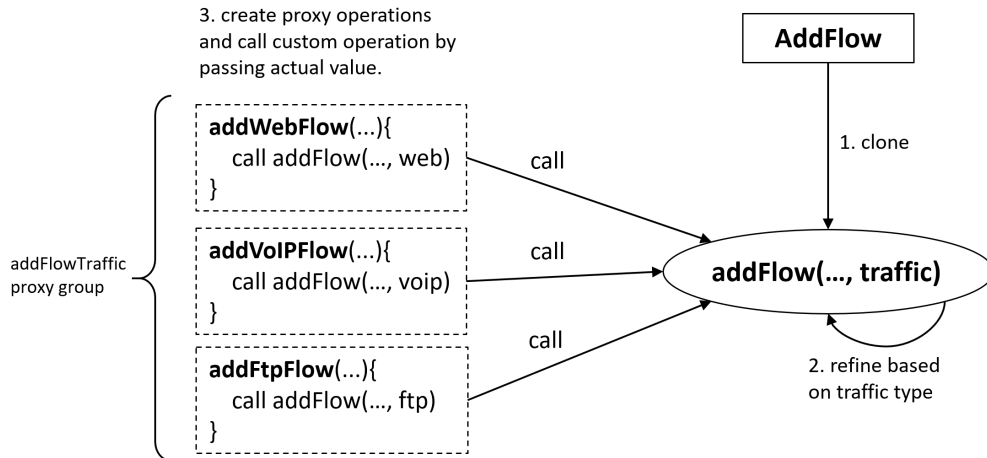 3. create proxy operations
and call custom operation by
passing actual value.
AddFlow
1. clone
addFlowTraffic
proxy group
addWebFlow(...){
call addFlow(..., web)
}
addVoIPFlow(...){
call addFlow(..., voip)
}
addFtpFlow(...){
call addFlow(..., ftp)
}
call
call
call
addFlow(..., traffic)
2. refine based
on traffic type